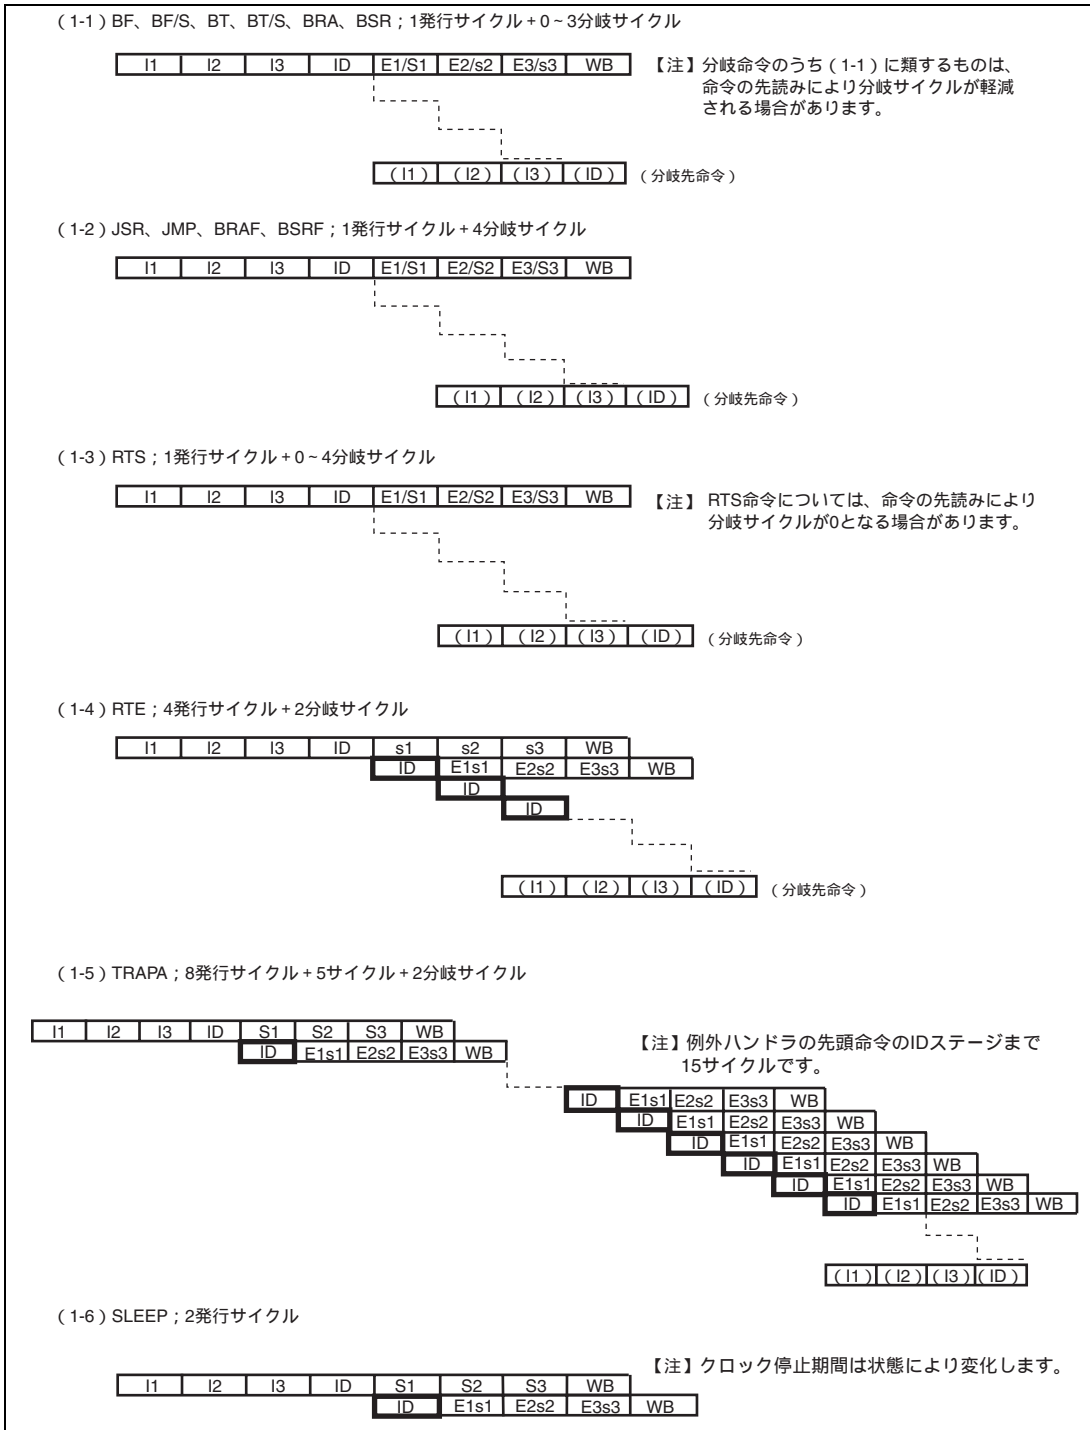 （1-1）BF、BF/S、BT、BT/S、BRA、BSR；1発行サイクル＋0～3分岐サイクル
I1 I2 I3 ID E1/S1 E2/s2 E3/s3 WB
【注】分岐命令のうち（1-1）に類するものは、
命令の先読みにより分岐サイクルが軽減
される場合があります。
（I1）（I2）（I3）（ID）（分岐先命令）
（1-2）JSR、JMP、BRAF、BSRF；1発行サイクル＋4分岐サイクル
I1 I2 I3 ID E1/S1 E2/S2 E3/S3 WB
（I1）（I2）（I3）（ID）（分岐先命令）
（1-3）RTS；1発行サイクル＋0～4分岐サイクル
I1 I2 I3 ID E1/S1 E2/S2 E3/S3 WB
【注】RTS命令については、命令の先読みにより
分岐サイクルが0となる場合があります。
（I1）（I2）（I3）（ID）（分岐先命令）
（1-4）RTE；4発行サイクル＋2分岐サイクル
I1 I2 I3 ID s1 s2 s3 WB
ID E1s1 E2s2 E3s3 WB
ID
ID
（I1）（I2）（I3）（ID）（分岐先命令）
（1-5）TRAPA；8発行サイクル＋5サイクル＋2分岐サイクル
I1 I2 I3 ID S1 S2 S3 WB
ID E1s1 E2s2 E3s3 WB
【注】例外ハンドラの先頭命令のIDステージまで
15サイクルです。
ID E1s1 E2s2 E3s3 WB
ID E1s1 E2s2 E3s3 WB
ID E1s1 E2s2 E3s3 WB
ID E1s1 E2s2 E3s3 WB
ID E1s1 E2s2 E3s3 WB
ID E1s1 E2s2 E3s3 WB
（I1）（I2）（I3）（ID）
（1-6）SLEEP；2発行サイクル
【注】クロック停止期間は状態により変化します。
I1 I2 I3 ID S1 S2 S3 WB
ID E1s1 E2s2 E3s3 WB